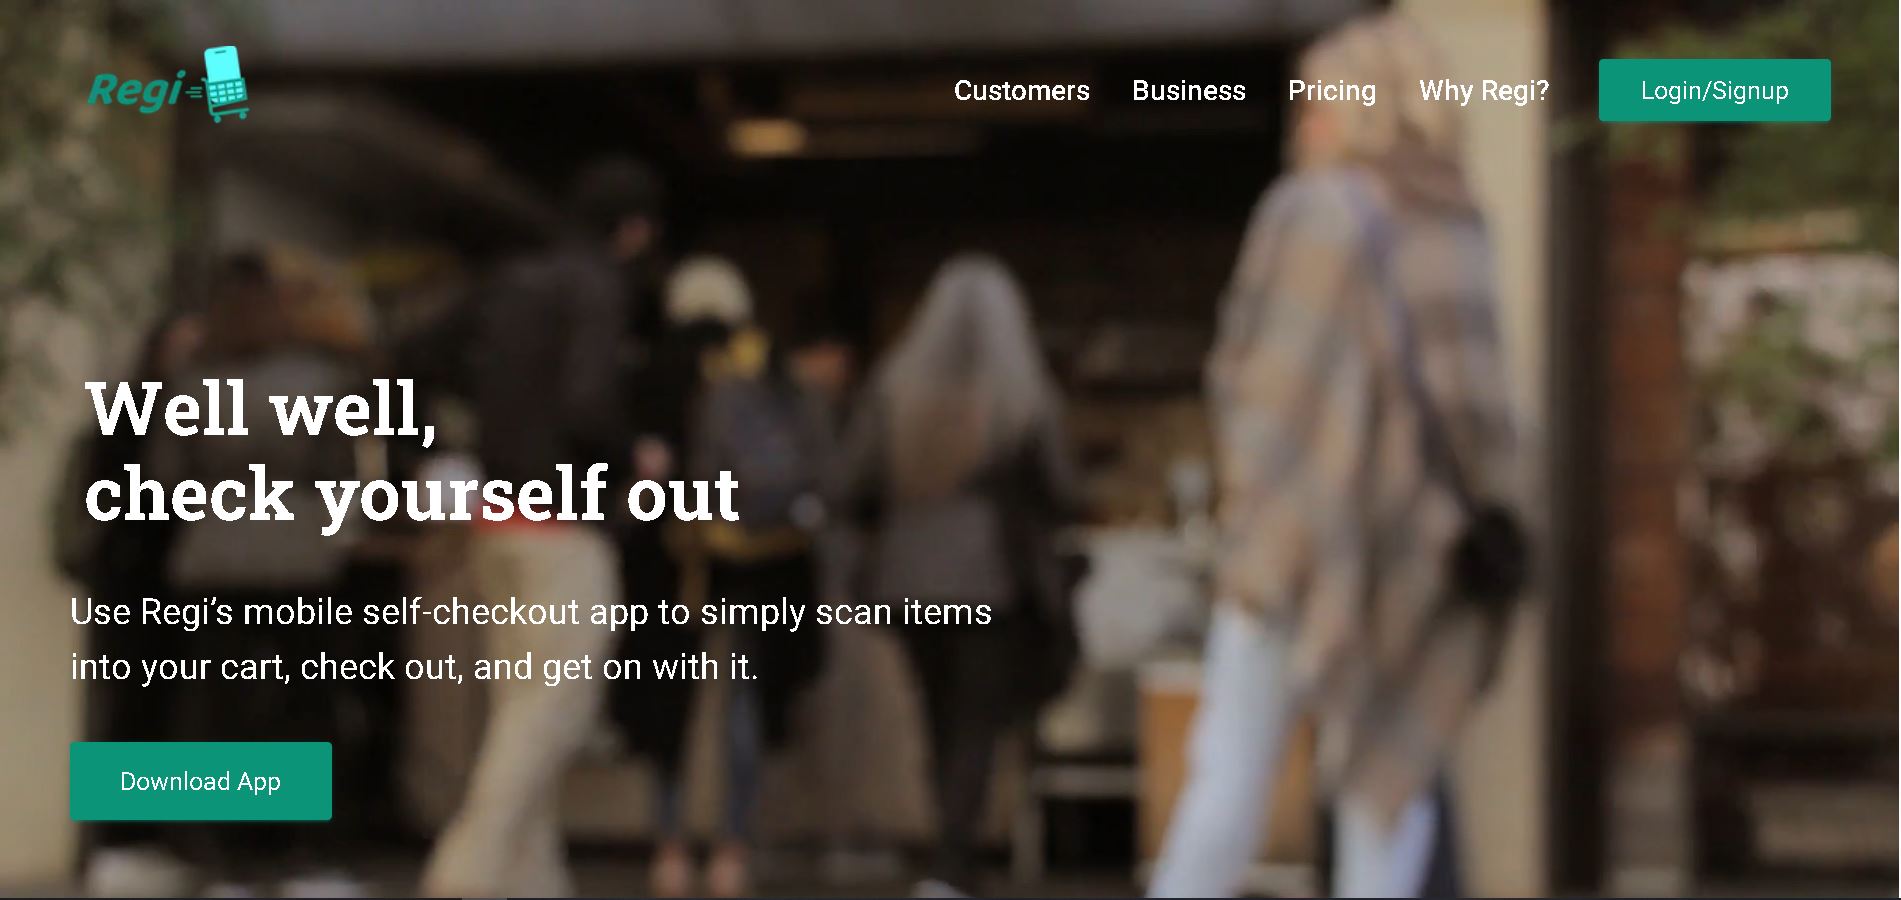 Regi
Customers
Business
Pricing
Why Regi?
Login/Signup
Well well,
check yourself out
Use Regi’s mobile self-checkout app to simply scan items
into your cart, check out, and get on with it.
Download App